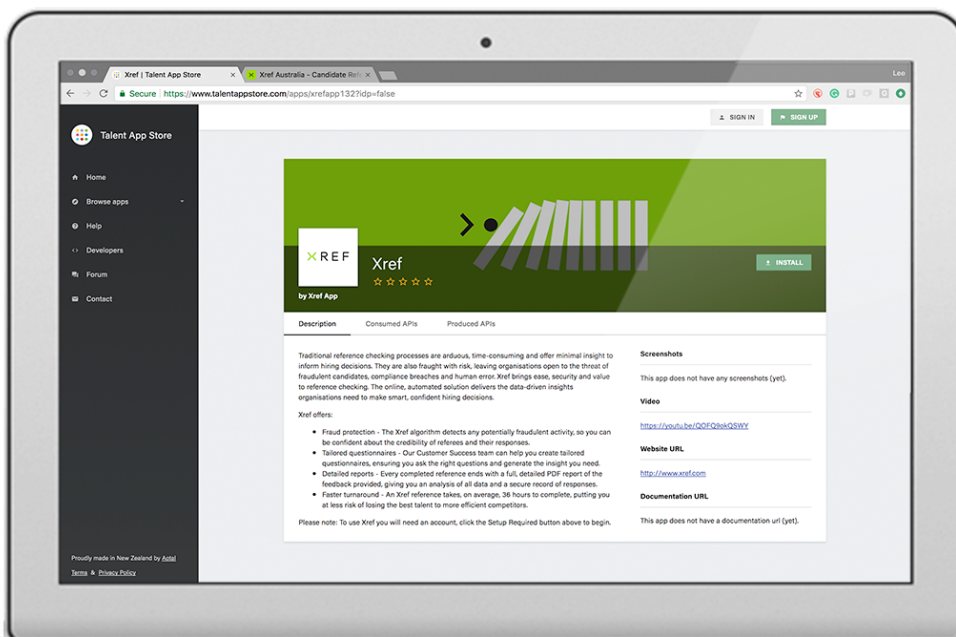 Xref | Talent App Store
Xref Australia - Candidate Ref
Lee
Secure https://www.talentappstore.com/apps/xrefapp132?idp=false
Talent App Store
SIGN IN
SIGN UP
Home
Browse apps
Help
Developers
Forum
Contact
XREF
Xref
by Xref App
INSTALL
Description
Consumed APIs
Produced APIs
Traditional reference checking processes are arduous, time-consuming and offer minimal insight to
inform hiring decisions. They are also fraught with risk, leaving organisations open to the threat of
fraudulent candidates, compliance breaches and human error. Xref brings ease, security and value
to reference checking. The online, automated solution delivers the data-driven insights
organisations need to make smart, confident hiring decisions.
Xref offers:
Fraud protection - The Xref algorithm detects any potentially fraudulent activity, so you can
be confident about the credibility of referees and their responses.
Tailored questionnaires - Our Customer Success team can help you create tailored
questionnaires, ensuring you ask the right questions and generate the insight you need.
Detailed reports - Every completed reference ends with a full, detailed PDF report of the
feedback provided, giving you an analysis of all data and a secure record of responses.
Faster turnaround - An Xref reference takes, on average, 36 hours to complete, putting you
at less risk of losing the best talent to more efficient competitors.
Please note: To use Xref you will need an account, click the Setup Required button above to begin.
Screenshots
This app does not have any screenshots (yet).
Video
https://youtu.be/QDFQ9okQSWY
Website URL
http://www.xref.com
Documentation URL
This app does not have a documentation url (yet).
Proudly made in New Zealand by Aotal
Terms & Privacy Policy